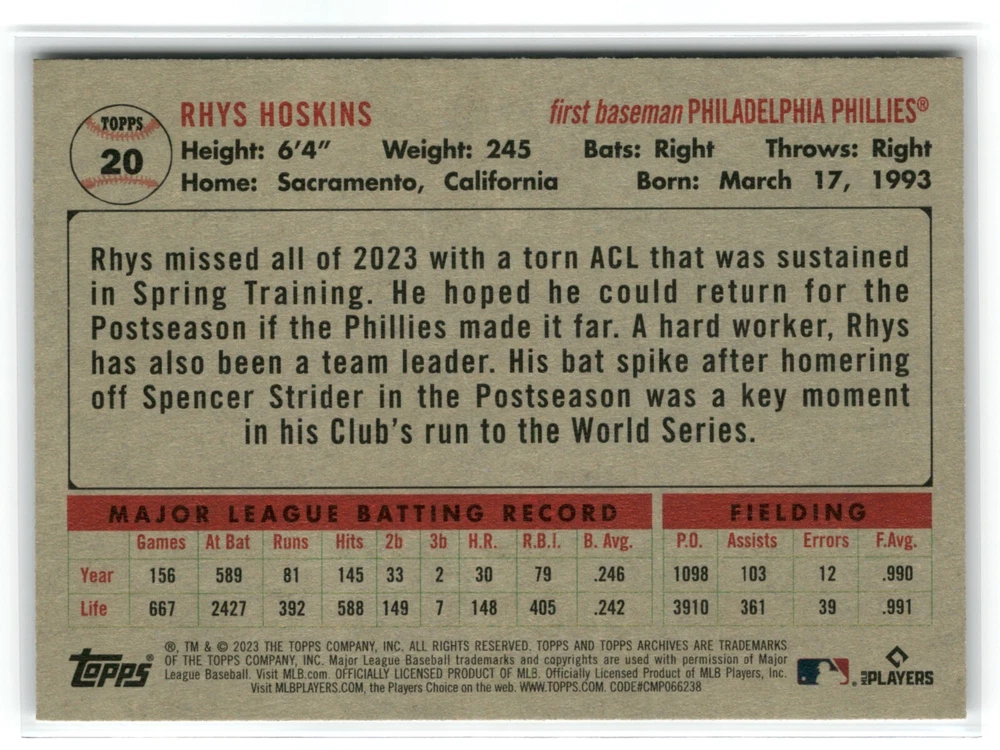 TOPPS
20
RHYS HOSKINS first baseman PHILADELPHIA PHILLIES®
Height: 6'4" Weight: 245 Bats: Right Throws: Right
Home: Sacramento, California Born: March 17, 1993
Rhys missed all of 2023 with a torn ACL that was sustained
in Spring Training. He hoped he could return for the
Postseason if the Phillies made it far. A hard worker, Rhys
has also been a team leader. His bat spike after homering
off Spencer Strider in the Postseason was a key moment
in his Club's run to the World Series.
MAJOR LEAGUE BATTING RECORD FIELDING
Games At Bat Runs Hits 2b 3b H.R. R.B.I. B. Avg. P.O. Assists Errors F.Avg.
Year 156 589 81 145 33 2 30 79 .246 1098 103 12 .990
Life 667 2427 392 588 149 7 148 405 .242 3910 361 39 .991
topps®
®, TM & © 2023 THE TOPPS COMPANY, INC. ALL RIGHTS RESERVED. TOPPS AND TOPPS ARCHIVES ARE TRADEMARKS
OF THE TOPPS COMPANY, INC. Major League Baseball trademarks and copyrights are used with permission of Major
League Baseball. Visit MLB.com. OFFICIALLY LICENSED PRODUCT OF MLB. Officially Licensed Product of MLB Players, Inc.
Visit MLBPLAYERS.COM, the Players Choice on the web. WWW.TOPPS.COM. CODE#CMP066238
MLB PLAYERS